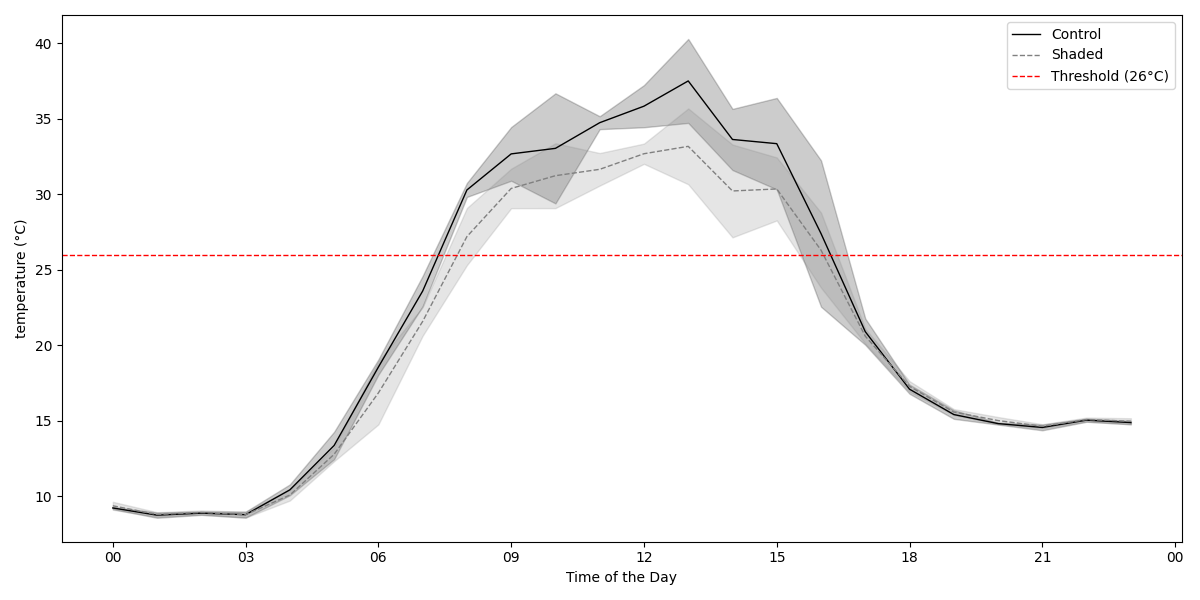 Control
Shaded
Threshold (26°C)
temperature (°C)
40
35
30
25
20
15
10
00 03 06 09 12 15 18 21 00
Time of the Day